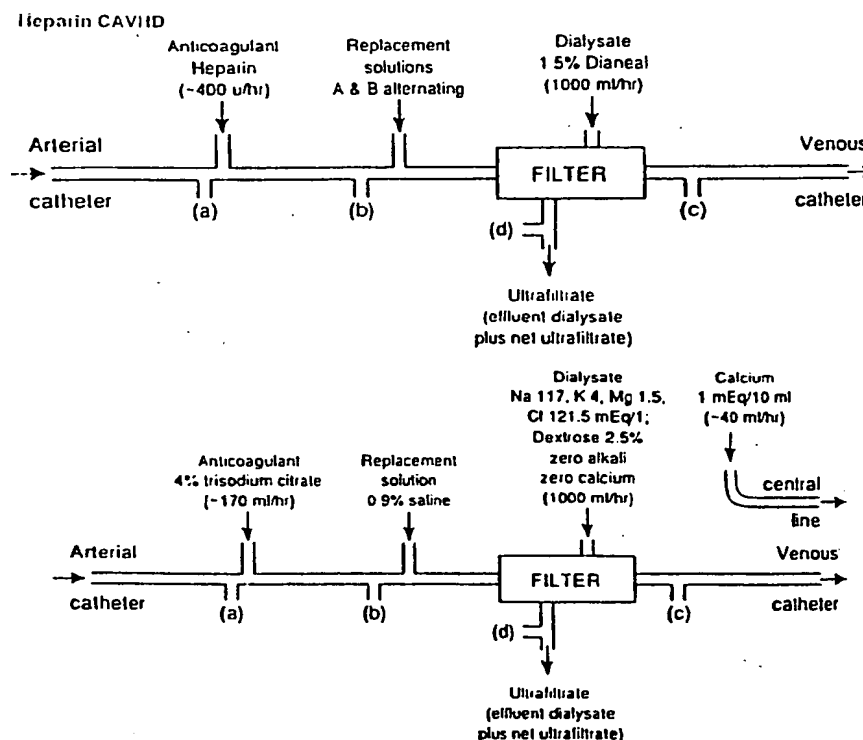 Heparin CAVHD
Anticoagulant
Heparin
(~400 u/hr)
Replacement
solutions
A & B alternating
Dialysate
1.5% Dianeal
(1000 ml/hr)
Arterial
catheter
(a)
(b)
FILTER
(d)
(c)
Venous
catheter
Ultrafiltrate
(effluent dialysate
plus net ultrafiltrate)
Anticoagulant
4% trisodium citrate
(~170 ml/hr)
Replacement
solution
0.9% saline
Dialysate
Na 117, K 4, Mg 1.5,
Cl 121.5 mEq/1;
Dextrose 2.5%
zero alkali
zero calcium
(1000 ml/hr)
Calcium
1 mEq/10 ml
(~40 ml/hr)
central
line
Arterial
catheter
(a)
(b)
FILTER
(d)
(c)
Venous
catheter
Ultrafiltrate
(effluent dialysate
plus net ultrafiltrate)